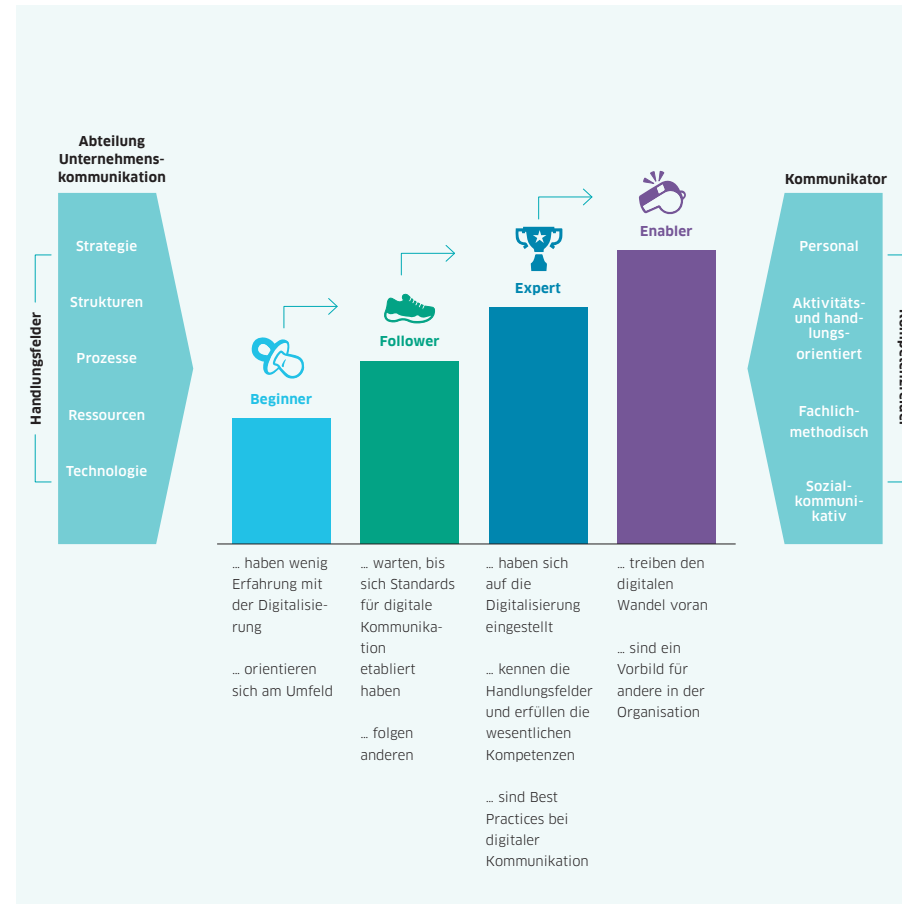 Abteilung
Unternehmens-
kommunikation
Handlungsfelder
Strategie
Strukturen
Prozesse
Ressourcen
Technologie
Beginner
Follower
Expert
Enabler
… haben wenig
Erfahrung mit
der Digitalisie-
rung
… orientieren
sich am Umfeld
… warten, bis
sich Standards
für digitale
Kommunika-
tion
etabliert
haben
… folgen
anderen
… haben sich
auf die
Digitalisierung
eingestellt
… kennen die
Handlungsfelder
und erfüllen die
wesentlichen
Kompetenzen
… sind Best
Practices bei
digitaler
Kommunikation
… treiben den
digitalen
Wandel voran
… sind ein
Vorbild für
andere in der
Organisation
Kommunikator
Personal
Aktivitäts-
und hand-
lungs-
orientiert
Fachlich-
methodisch
Sozial-
kommuni-
kativ